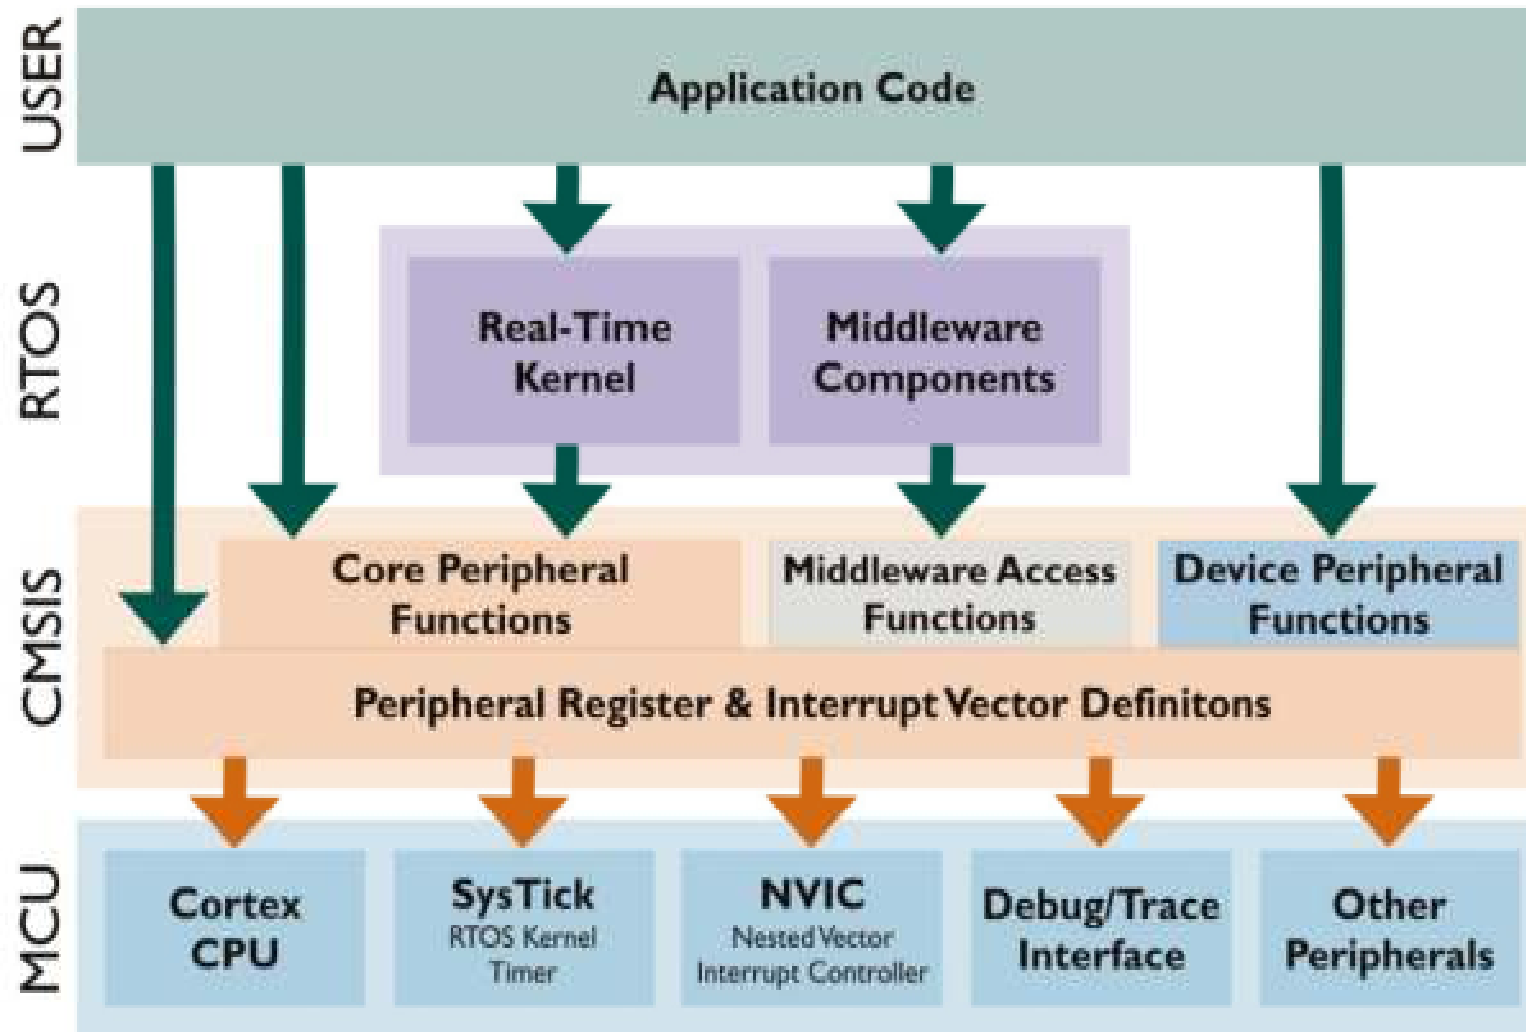 USER
Application Code
RTOS
Real-Time
Kernel
Middleware
Components
CMSIS
Core Peripheral
Functions
Middleware Access
Functions
Device Peripheral
Functions
Peripheral Register & Interrupt Vector Definitons
MCU
Cortex
CPU
SysTick
RTOS Kernel
Timer
NVIC
Nested Vector
Interrupt Controller
Debug/Trace
Interface
Other
Peripherals